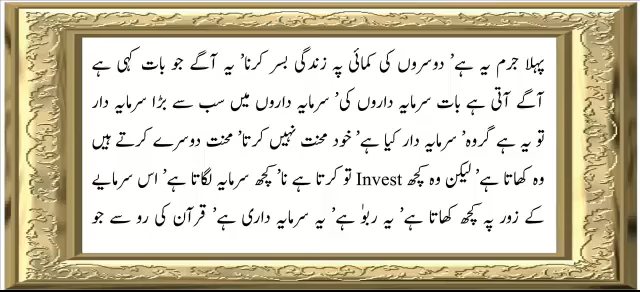 پہلا جرم یہ ہے’ دوسروں کی کمائی پہ زندگی بسر کرنا’ یہ آگے جو بات کہی ہے
آگے آتی ہے بات سرمایہ داروں کی’ سرمایہ داروں میں سب سے بڑا سرمایہ دار
تو یہ ہے گروہ’ سرمایہ دار کیا ہے’ خود محنت نہیں کرتا’ محنت دوسرے کرتے ہیں
وہ کھاتا ہے’ لیکن وہ کچھ Invest تو کرتا ہے نا’ کچھ سرمایہ لگاتا ہے’ اس سرمایے
کے زور پہ کچھ کھاتا ہے’ یہ ربوٰ ہے’ یہ سرمایہ داری ہے’ قرآن کی رو سے جو